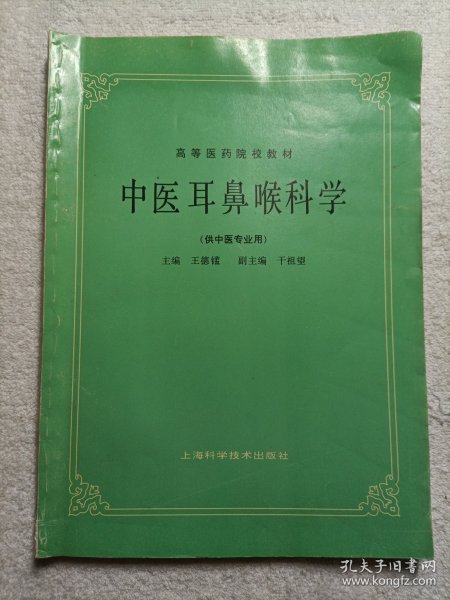 高等医药院校教材
中医耳鼻喉科学
(供中医专业用)
主编 王德鑑 副主编 干祖望
上海科学技术出版社
孔夫子旧书网
www.kongfz.com